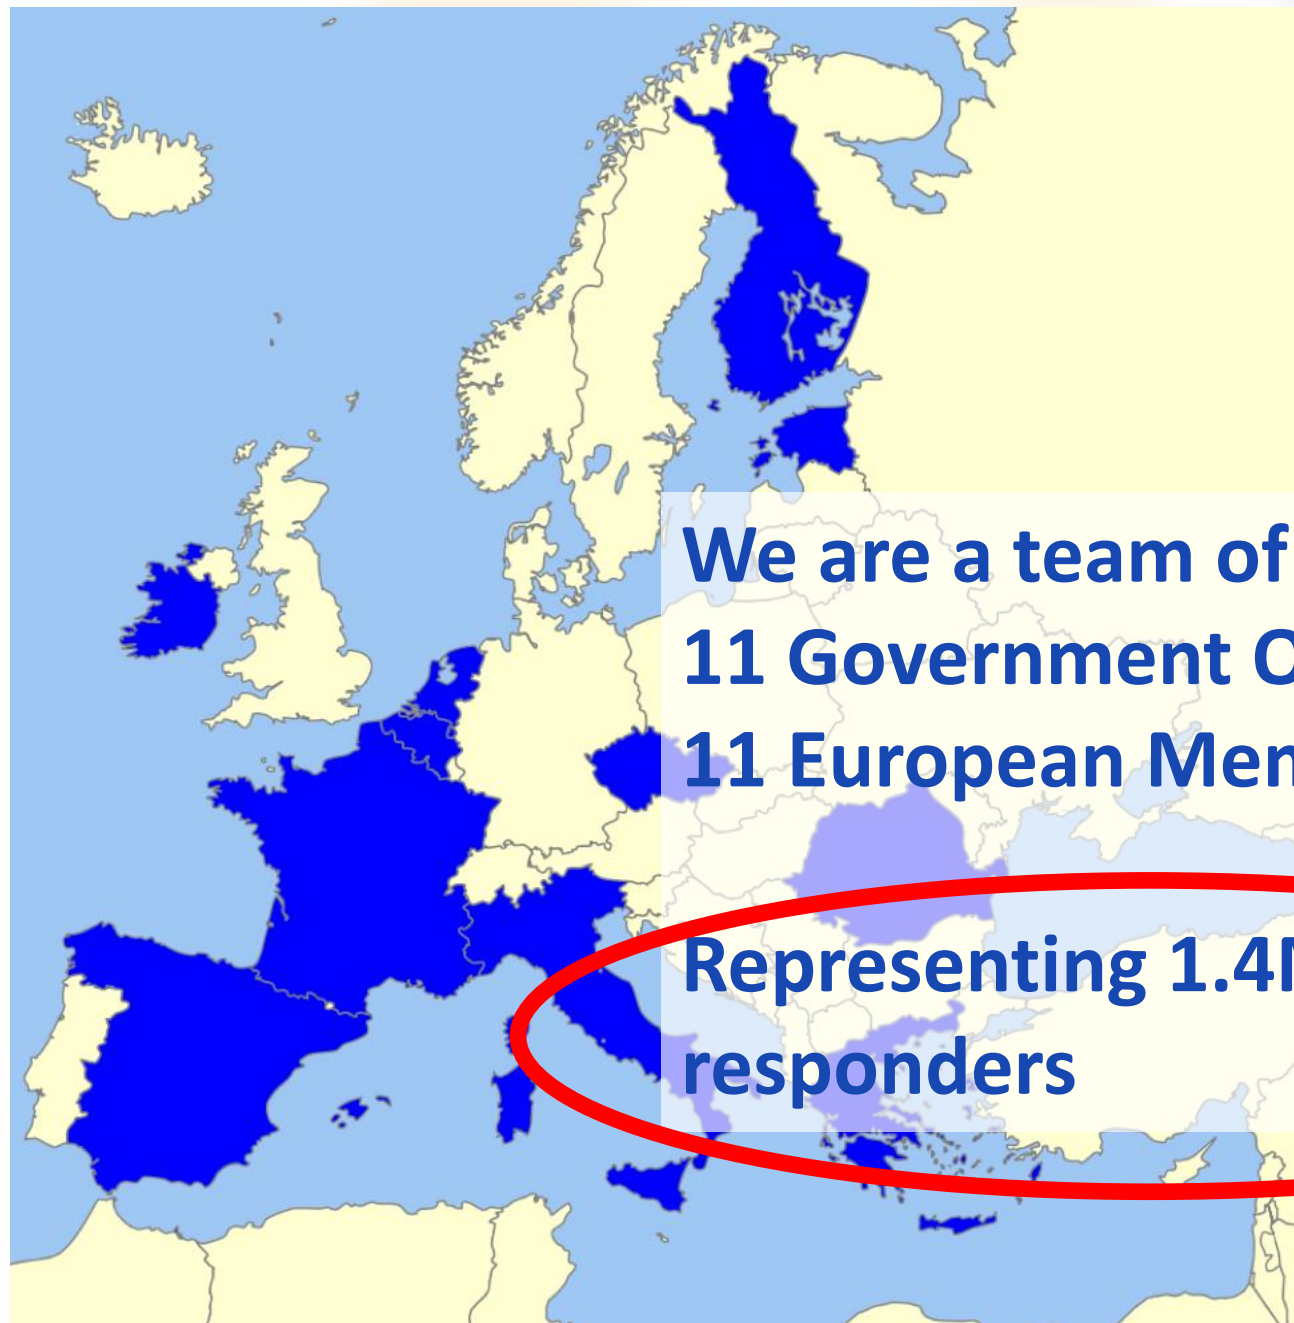 We are a team of
11 Government
11 European
Representing
responders